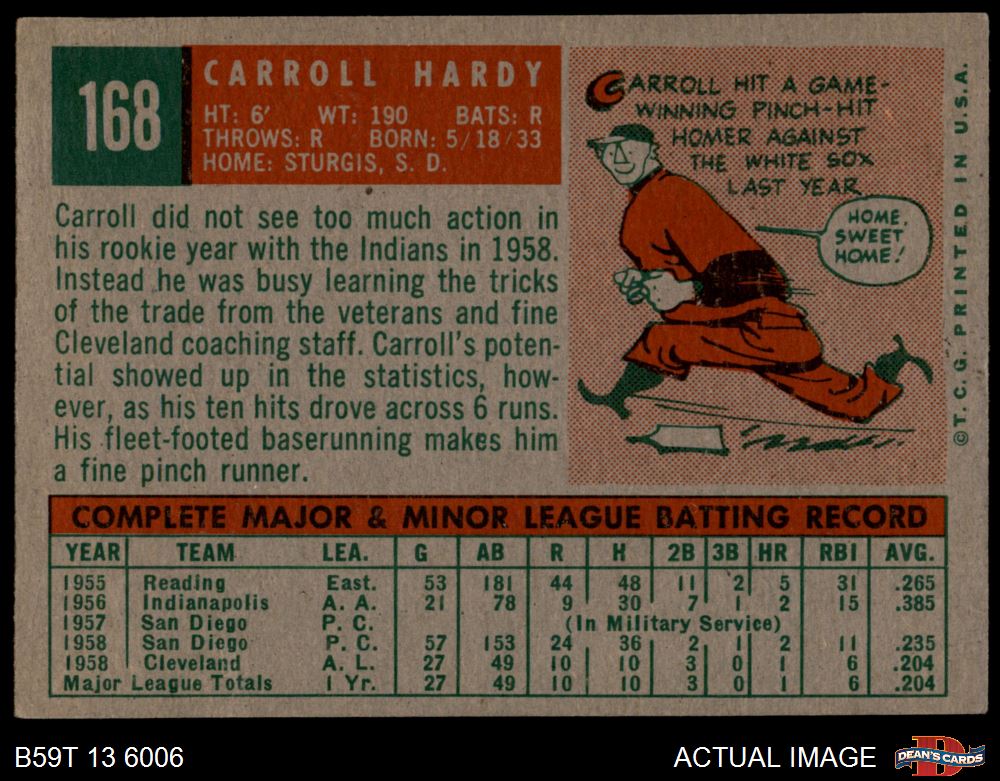 168
CARROLL HARDY
HT: 6' WT: 190 BATS: R
THROWS: R BORN: 5/18/33
HOME: STURGIS, S. D.
Carroll did not see too much action in
his rookie year with the Indians in 1958.
Instead he was busy learning the tricks
of the trade from the veterans and fine
Cleveland coaching staff. Carroll's poten-
tial showed up in the statistics, how-
ever, as his ten hits drove across 6 runs.
His fleet-footed baserunning makes him
a fine pinch runner.
CARROLL HIT A GAME-
WINNING PINCH-HIT
HOMER AGAINST
THE WHITE SOX
LAST YEAR
HOME,
SWEET
HOME!
©T.C.G. PRINTED IN U.S.A.
COMPLETE MAJOR & MINOR LEAGUE BATTING RECORD
YEAR TEAM LEA. G AB R H 2B 3B HR RBI AVG.
1955 Reading East. 53 181 44 48 11 2 5 31 .265
1956 Indianapolis A. A. 21 78 9 30 7 1 2 15 .385
1957 San Diego P. C. (In Military Service)
1958 San Diego P. C. 57 153 24 36 2 1 2 11 .235
1958 Cleveland A. L. 27 49 10 10 3 0 1 6 .204
Major League Totals 1 Yr. 27 49 10 10 3 0 1 6 .204
B59T 13 6006
ACTUAL IMAGE
D
DEAN'S CARDS